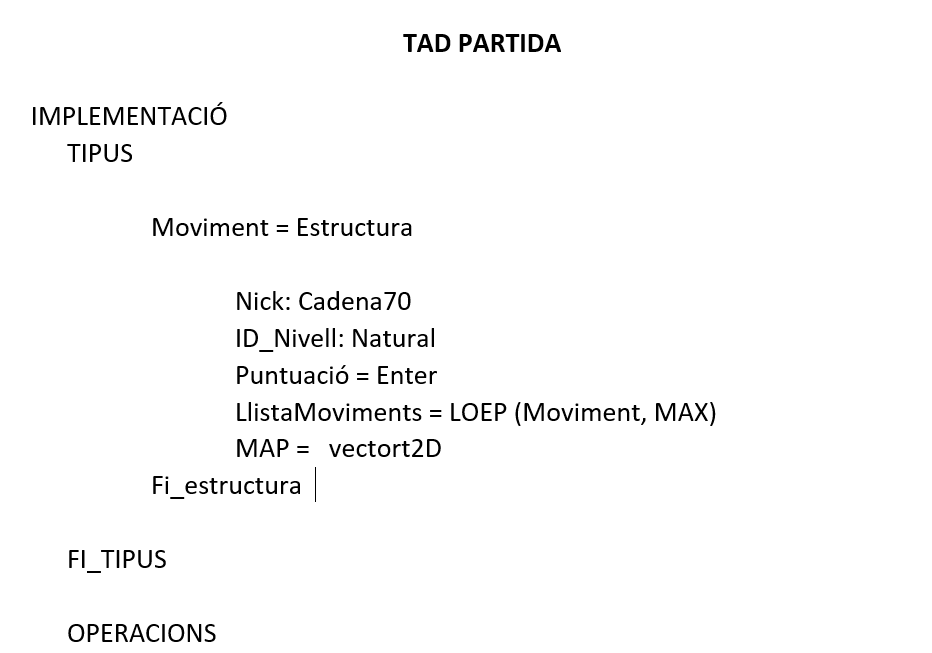 TAD PARTIDA
IMPLEMENTACIÓ
TIPUS
Moviment = Estructura
Nick: Cadena70
ID_Nivell: Natural
Puntuació = Enter
LlistaMoviments = LOEP (Moviment, MAX)
MAP = vectort2D
Fi_estructura
FI_TIPUS
OPERACIONS